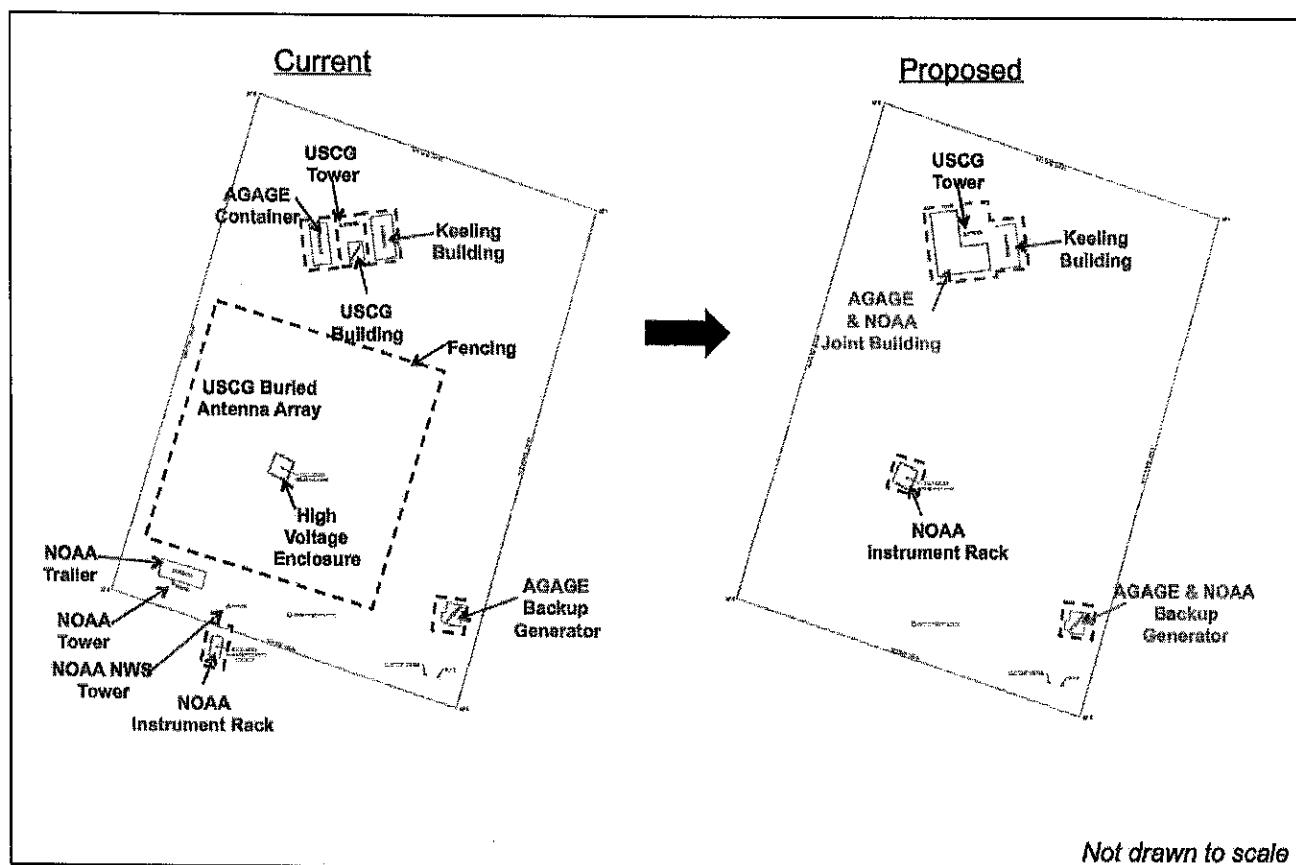 Current
USCG
Tower
AGAGE
Container
Keeling
Building
USCG
Building
Fencing
USCG Buried
Antenna Array
High
Voltage
Enclosure
NOAA
Trailer
NOAA
Tower
NOAA NWS
Tower
NOAA
Instrument Rack
AGAGE
Backup
Generator
Proposed
USCG
Tower
Keeling
Building
AGAGE
& NOAA
Joint Building
NOAA
Instrument Rack
AGAGE & NOAA
Backup
Generator
Not drawn to scale